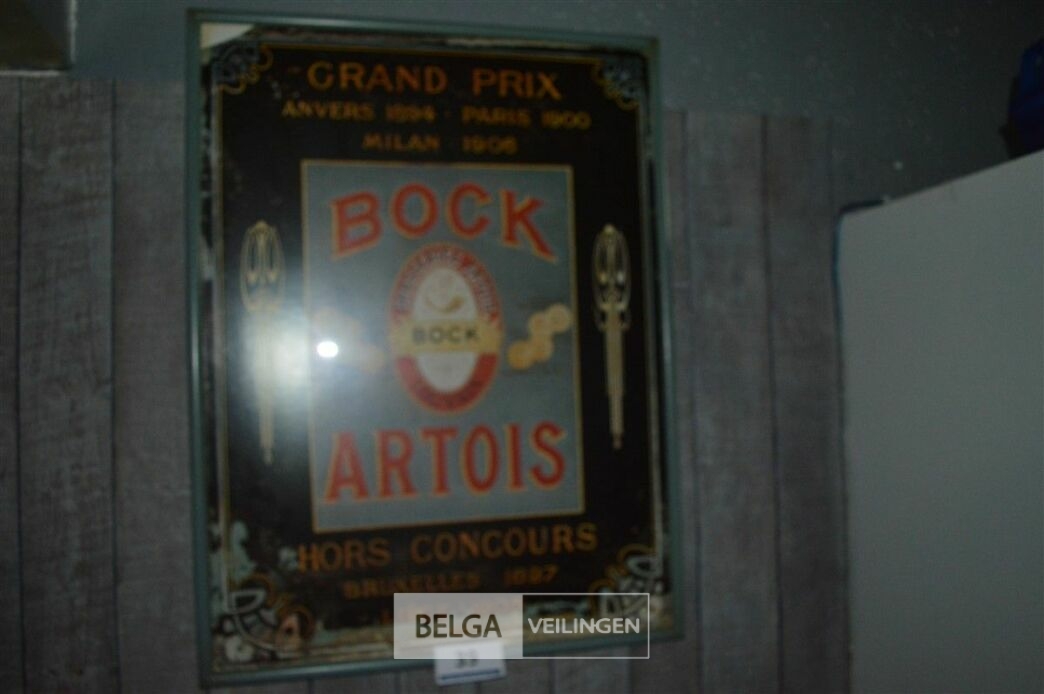 GRAND PRIX
ANVERS 1894 · PARIS 1900
MILAN 1906
BOCK
BOCK
ARTOIS
HORS CONCOURS
BRUXELLES 1897
BELGA VEILINGEN